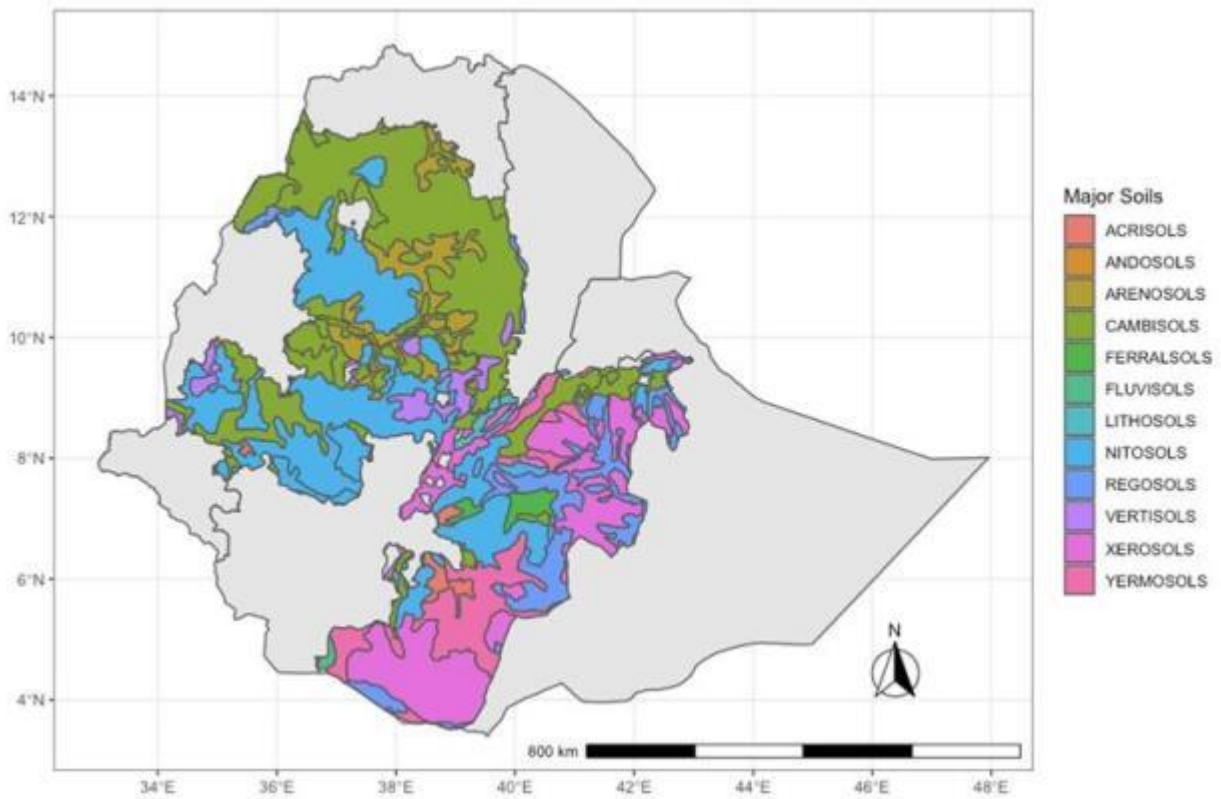 14°N
12°N
10°N
8°N
6°N
4°N
34°E
36°E
38°E
40°E
42°E
44°E
46°E
48°E
N
800 km
Major Soils
ACRISOLS
ANDOSOLS
ARENOSOLS
CAMBISOLS
FERRALSOLS
FLUVISOLS
LITHOSOLS
NITOSOLS
REGOSOLS
VERTISOLS
XEROSOLS
YERMOSOLS